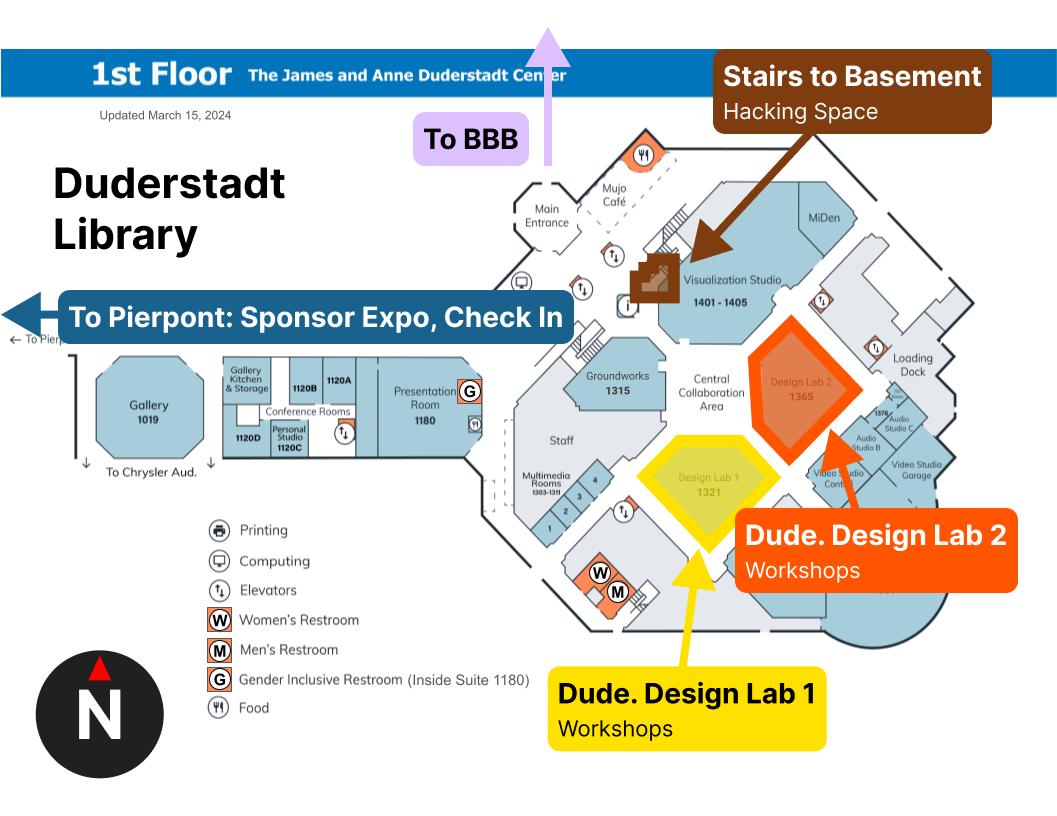 1st Floor The James and Anne Duderstadt Center
Updated March 15, 2024
Stairs to Basement
Hacking Space
To BBB
Duderstadt
Library
Mujo
Café
Main
Entrance
MiDen
Visualization Studio
1401 - 1405
To Pierpont: Sponsor Expo, Check In
i
Loading
Dock
Gallery
Kitchen
& Storage
1120B
1120A
Conference Rooms
1120D
Personal
Studio
1120C
Presentation
Room
1180
G
Gallery
1019
To Chrysler Aud.
Groundworks
1315
Central
Collaboration
Area
Design Lab 2
1365
1376
Audio
Studio C
Audio
Studio B
Video Studio
Garage
Staff
Multimedia
Rooms
1303-1311
1
2
3
4
Design Lab 1
1321
W
M
Dude. Design Lab 2
Workshops
Dude. Design Lab 1
Workshops
Printing
Computing
Elevators
W Women's Restroom
M Men's Restroom
G Gender Inclusive Restroom (Inside Suite 1180)
Food
N